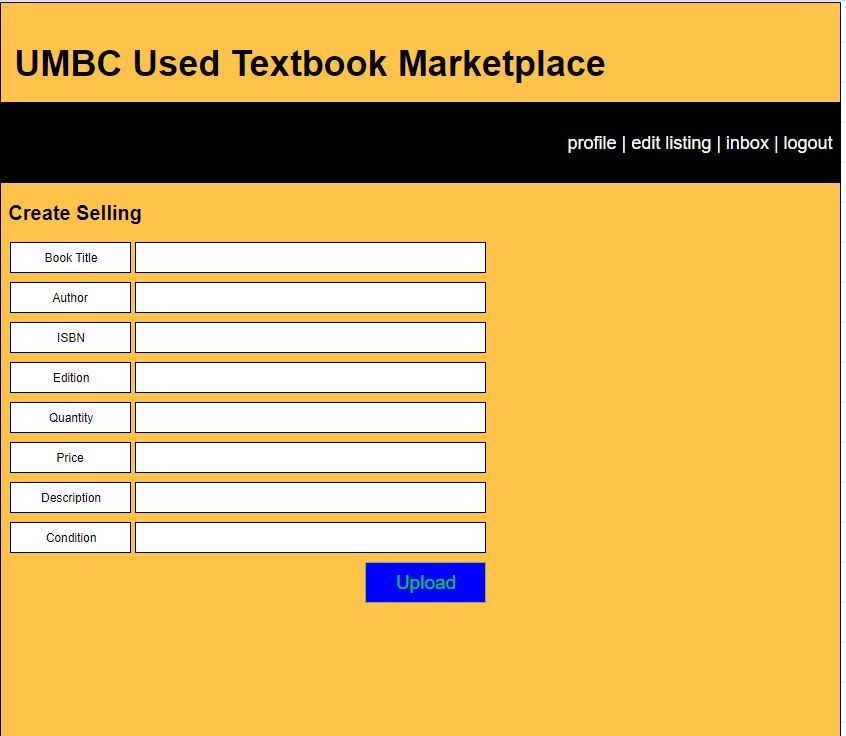 UMBC Used Textbook Marketplace
profile | edit listing | inbox | logout
Create Selling
Book Title
Author
ISBN
Edition
Quantity
Price
Description
Condition
Upload